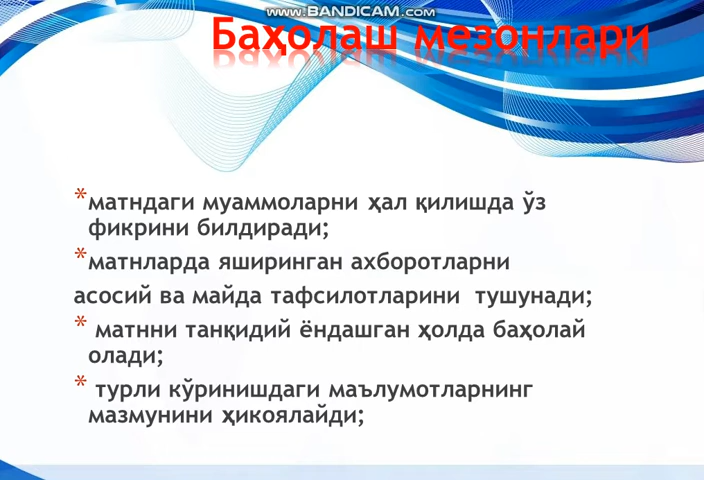 www.BANDICAM.com
Баҳолаш мезонлари
*матндаги муаммоларни ҳал қилишда ўз
фикрини билдиради;
*матнларда яширинган ахборотларни
асосий ва майда тафсилотларини тушунади;
* матнни танқидий ёндашган ҳолда баҳолай
олади;
* турли кўринишдаги маълумотларнинг
мазмунини ҳикоялайди;